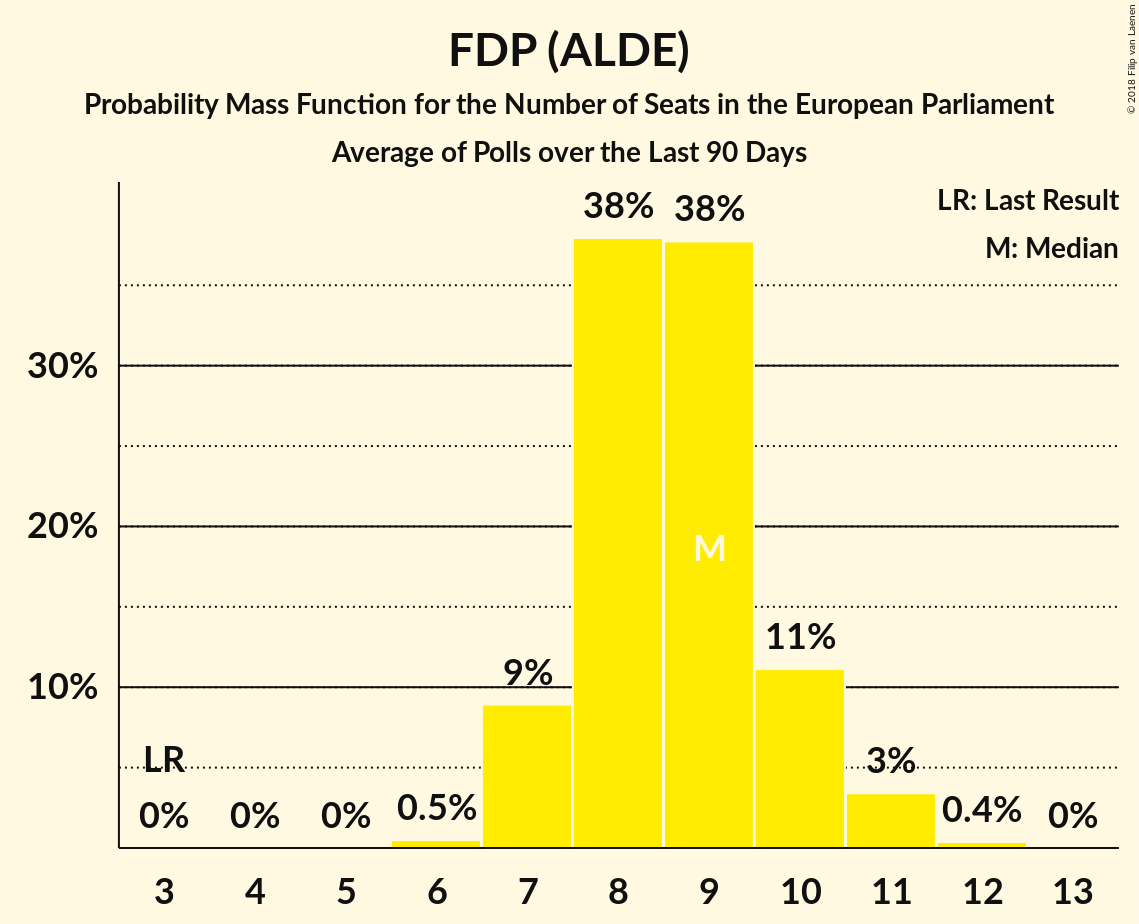 FDP (ALDE)
Probability Mass Function for the Number of Seats in the European Parliament
Average of Polls over the Last 90 Days
© 2018 Filip van Laenen
LR: Last Result
M: Median
38%
38%
30%
20%
M
11%
9%
10%
LR
3%
0%
0%
0%
0.5%
0.4%
0%
3 4 5 6 7 8 9 10 11 12 13